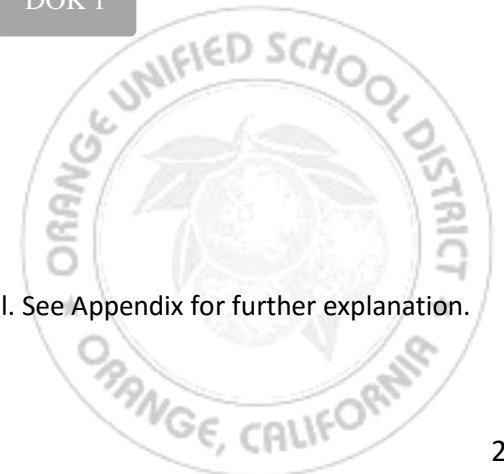 DOK 1
ORANGE UNIFIED SCHOOL DISTRICT
l. See Appendix for further explanation.
ORANGE, CALIFORNIA
2